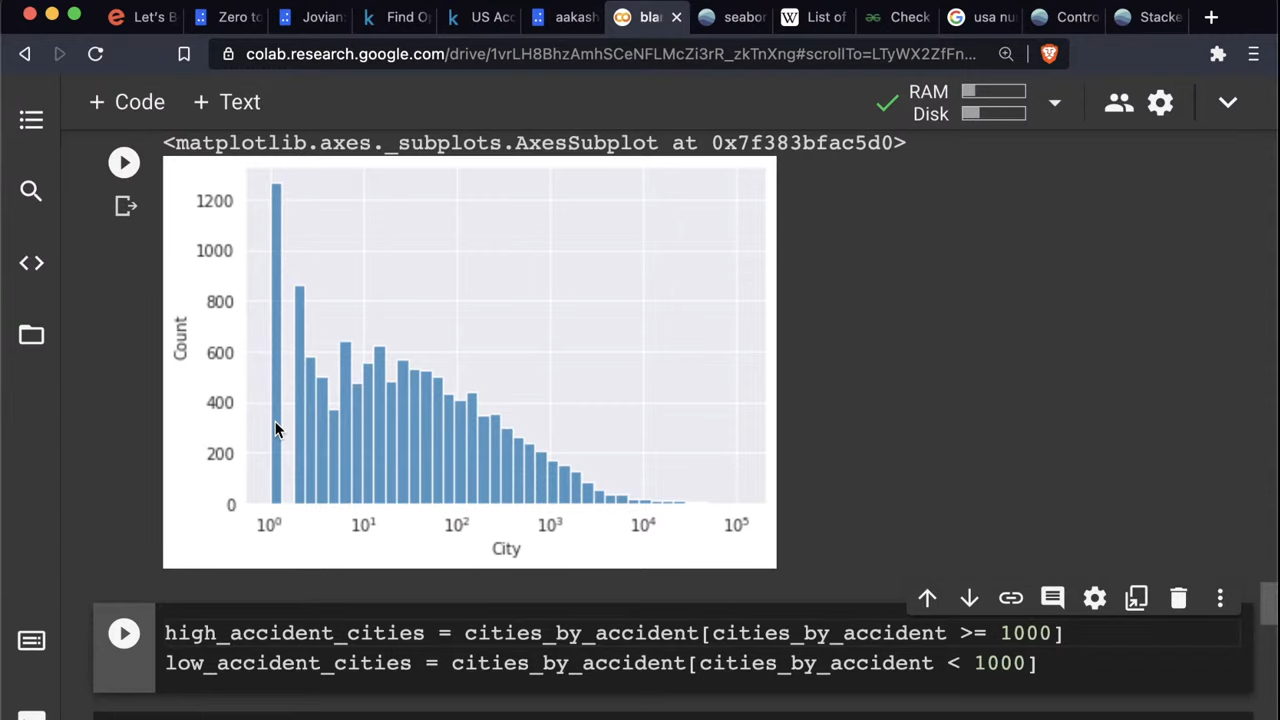 Let's B
Zero to
Jovian:
Find Op
US Acc
aakash
bla
seabor
List of
Check
usa nu
Contro
Stacke
colab.research.google.com/drive/1vrLH8BhzAmhSCeNFLMcZi3rR_zkTnXng#scrollTo=LTyWX2ZfFn...
+ Code + Text
RAM
Disk
<matplotlib.axes._subplots.AxesSubplot at 0x7f383bfac5d0>
1200
1000
800
600
400
200
0
Count
10⁰ 10¹ 10² 10³ 10⁴ 10⁵
City
high_accident_cities = cities_by_accident[cities_by_accident >= 1000]
low_accident_cities = cities_by_accident[cities_by_accident < 1000]